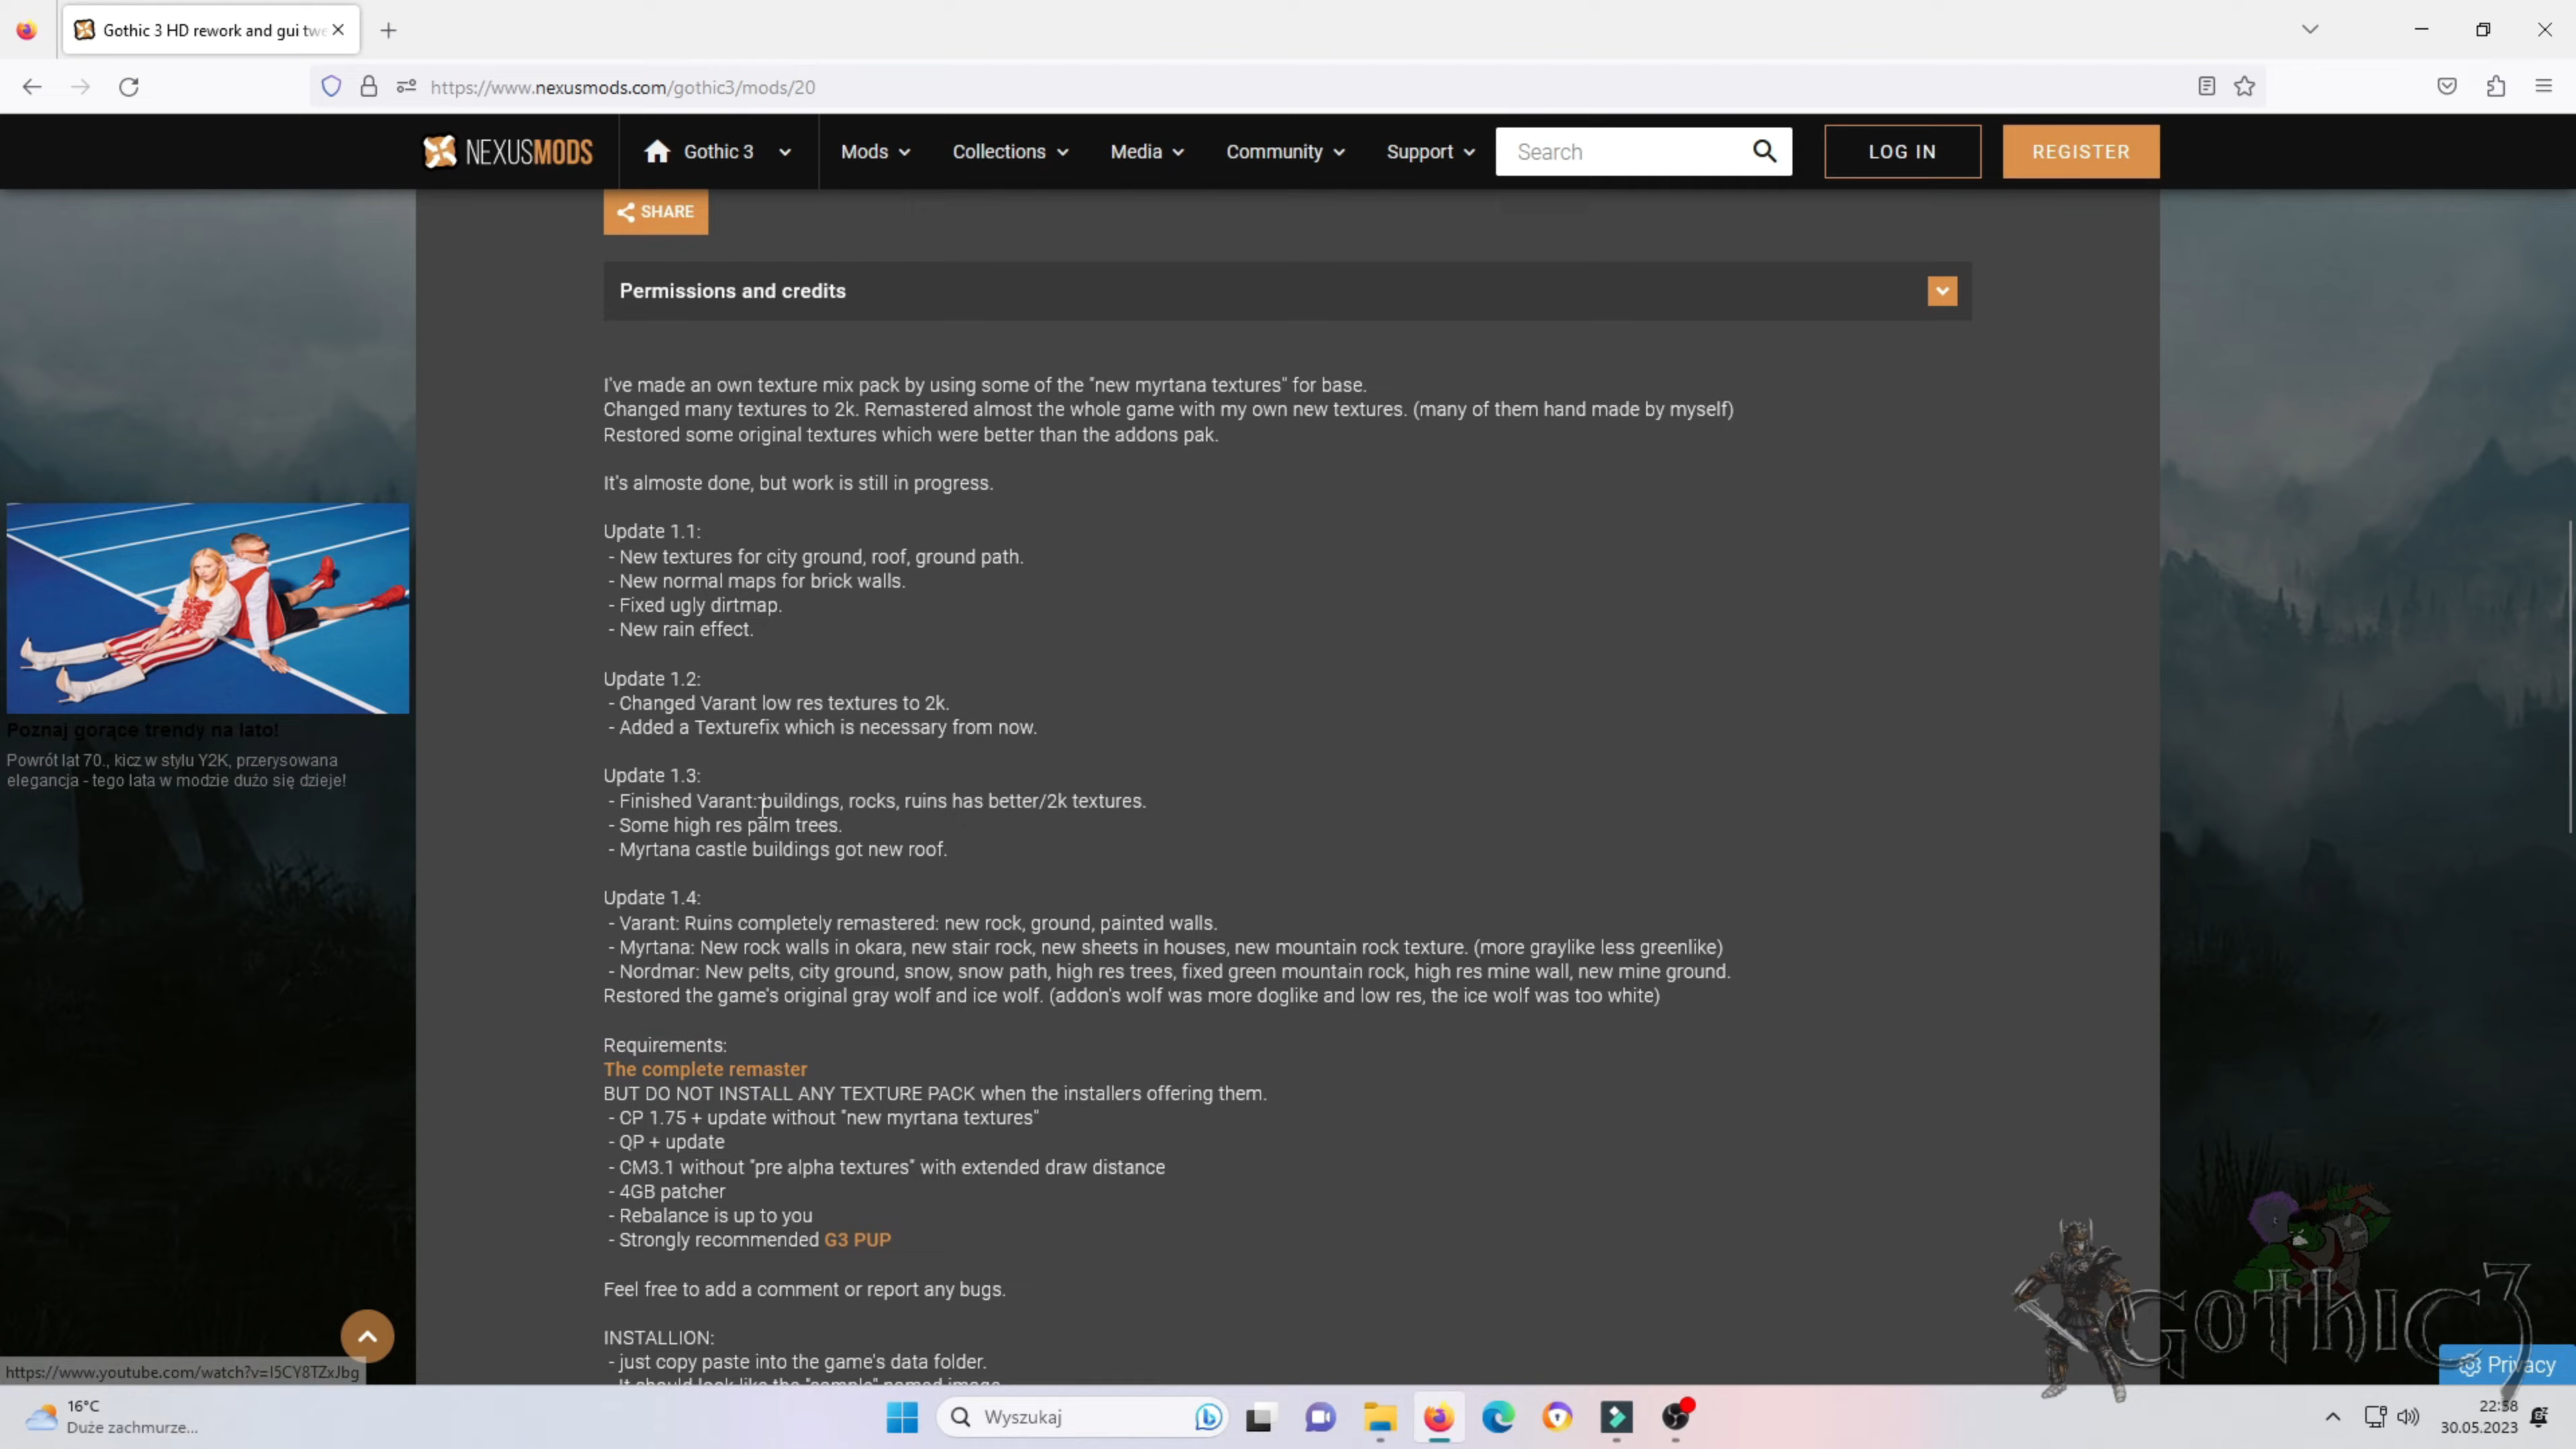 Gothic 3 HD rework and gui twe
https://www.nexusmods.com/gothic3/mods/20
NEXUSMODS
Gothic 3
Mods
Collections
Media
Community
Support
Search
LOG IN
REGISTER
SHARE
Permissions and credits
I've made an own texture mix pack by using some of the "new myrtana textures" for base.
Changed many textures to 2k. Remastered almost the whole game with my own new textures. (many of them hand made by myself)
Restored some original textures which were better than the addons pak.
It's almoste done, but work is still in progress.
Update 1.1:
- New textures for city ground, roof, ground path.
- New normal maps for brick walls.
- Fixed ugly dirtmap.
- New rain effect.
Update 1.2:
- Changed Varant low res textures to 2k.
- Added a Texturefix which is necessary from now.
Update 1.3:
- Finished Varant: buildings, rocks, ruins has better/2k textures.
- Some high res palm trees.
- Myrtana castle buildings got new roof.
Update 1.4:
- Varant: Ruins completely remastered: new rock, ground, painted walls.
- Myrtana: New rock walls in okara, new stair rock, new sheets in houses, new mountain rock texture. (more graylike less greenlike)
- Nordmar: New pelts, city ground, snow, snow path, high res trees, fixed green mountain rock, high res mine wall, new mine ground.
Restored the game's original gray wolf and ice wolf. (addon's wolf was more doglike and low res, the ice wolf was too white)
Requirements:
The complete remaster
BUT DO NOT INSTALL ANY TEXTURE PACK when the installers offering them.
- CP 1.75 + update without "new myrtana textures"
- QP + update
- CM3.1 without "pre alpha textures" with extended draw distance
- 4GB patcher
- Rebalance is up to you
- Strongly recommended G3 PUP
Feel free to add a comment or report any bugs.
INSTALLION:
- just copy paste into the game's data folder.
- It should look like the "sample" named image
Poznaj gorące trendy na lato!
Powrót lat 70., kicz w stylu Y2K, przerysowana
elegancja - tego lata w modzie dużo się dzieje!
https://www.youtube.com/watch?v=I5CY8TZxJbg
Gothic 3
Privacy
16°C
Duże zachmurze...
Wyszukaj
22:58
30.05.2023